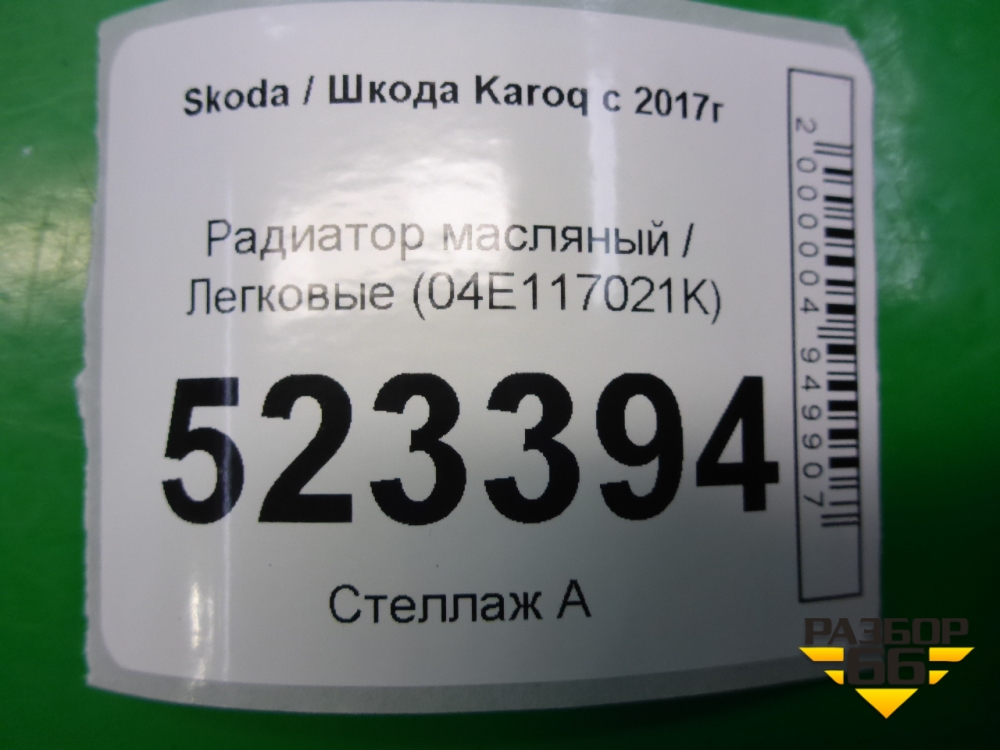 Skoda / Шкода Karoq с 2017г
Радиатор масляный /
Легковые (04E117021K)
523394
Стеллаж А
2000004949907
РАЗБОР
66